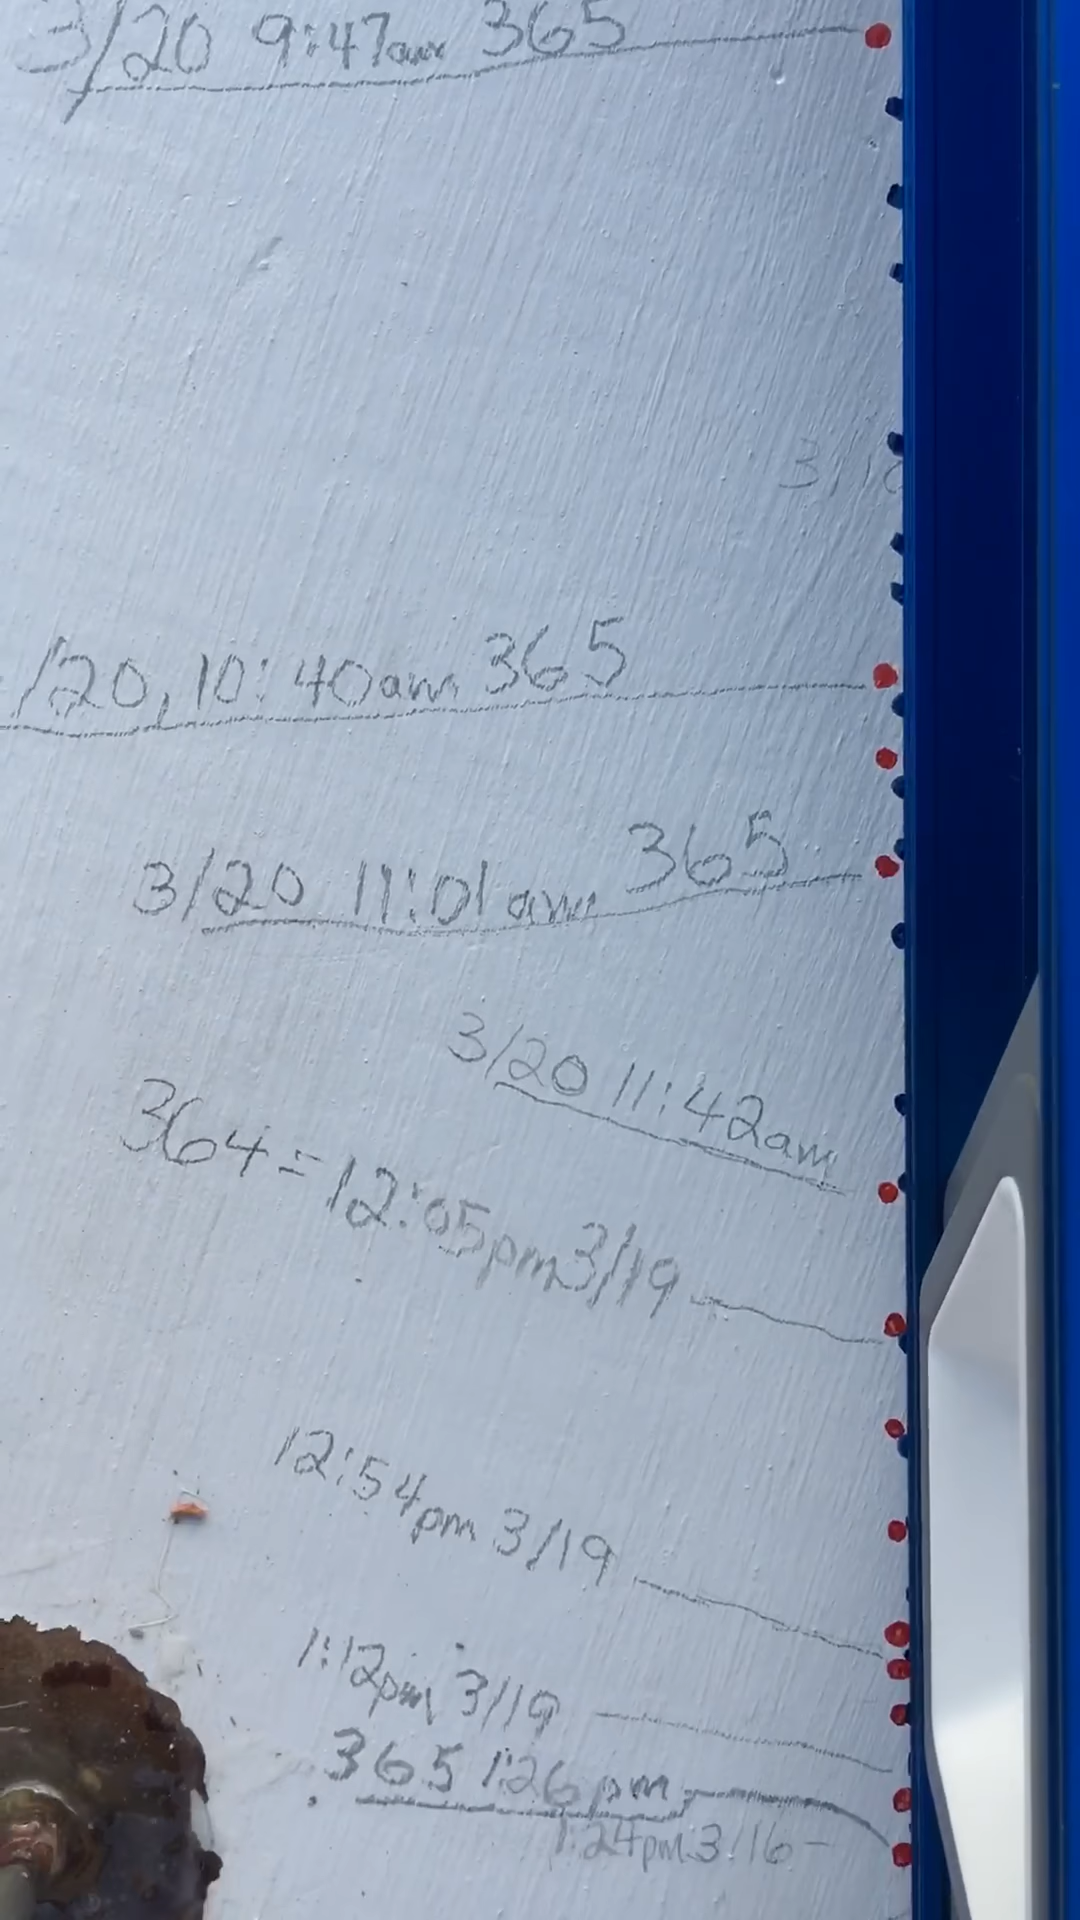 3/20 9:47am 365
3/1
/20, 10:40am 365
3/20 11:01am 365
3/20 11:42am
364=12:05pm 3/19
12:54pm 3/19
1:12pm 3/19
365 1:26pm
1:24pm 3/16